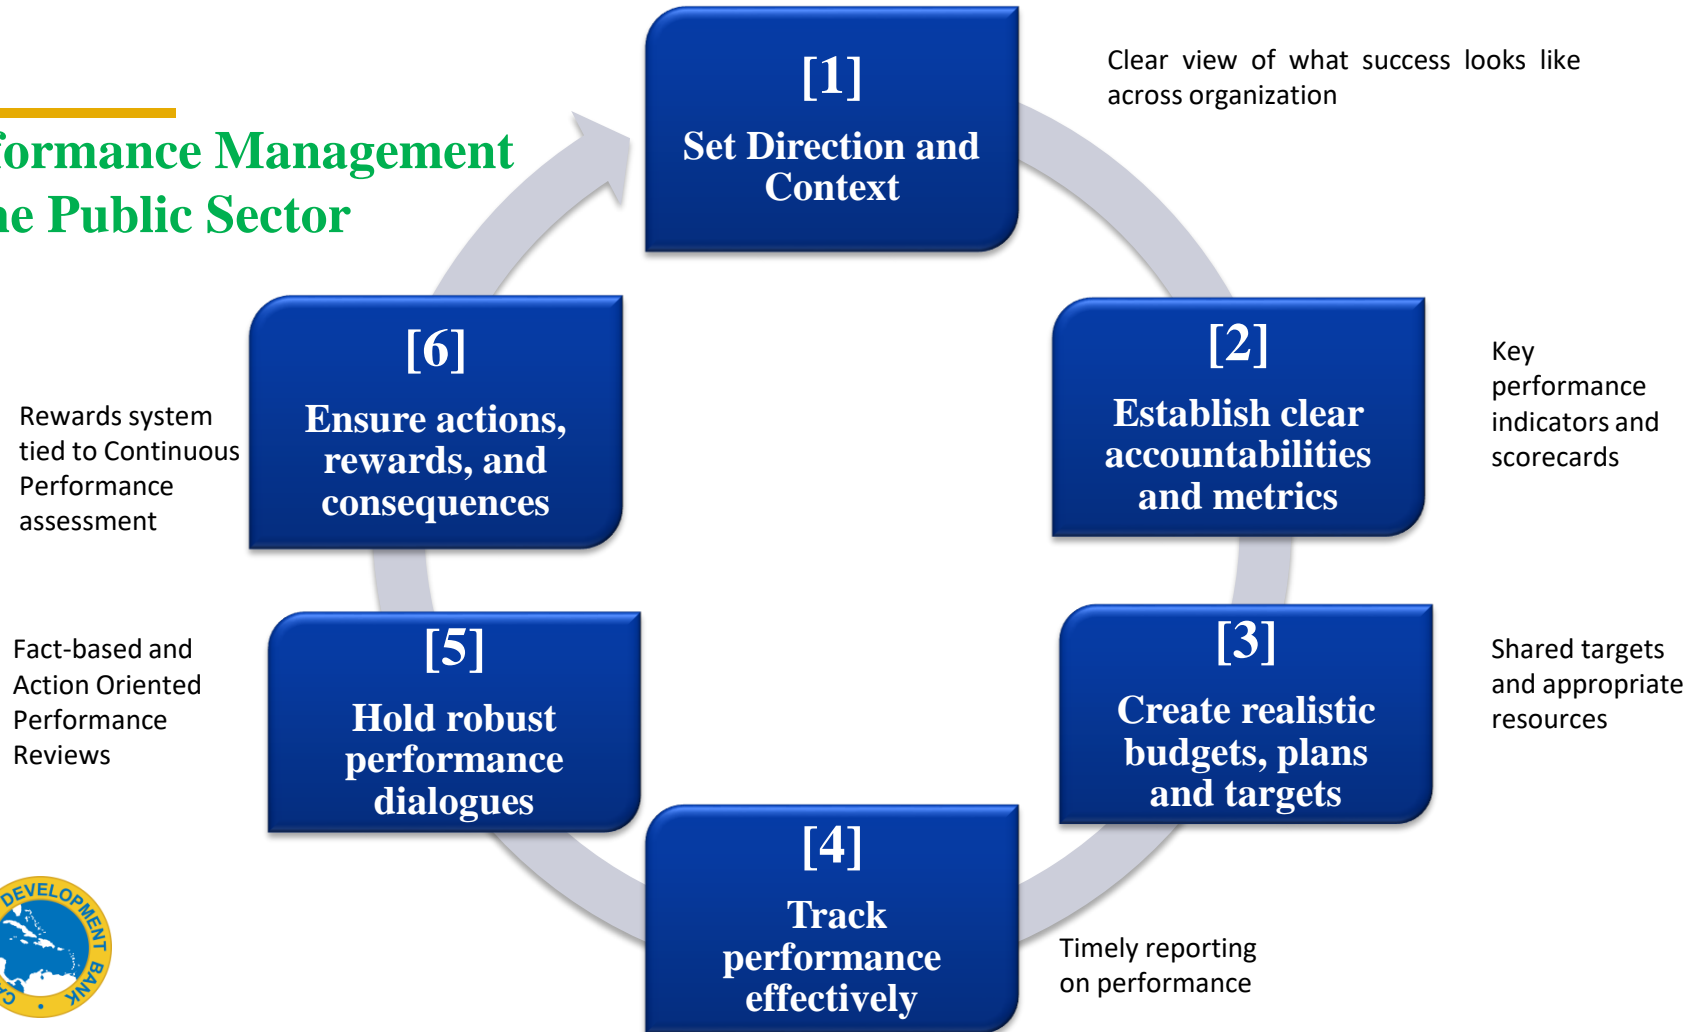 formance Management
ne Public Sector
[1]
Set Direction and
Context
Clear view of what success looks like
across organization
[2]
Establish clear
accountabilities
and metrics
Key
performance
indicators and
scorecards
[3]
Create realistic
budgets, plans
and targets
Shared targets
and appropriate
resources
[4]
Track
performance
effectively
Timely reporting
on performance
[5]
Hold robust
performance
dialogues
Fact-based and
Action Oriented
Performance
Reviews
[6]
Ensure actions,
rewards, and
consequences
Rewards system
tied to Continuous
Performance
assessment
DEVELOPMENT BANK